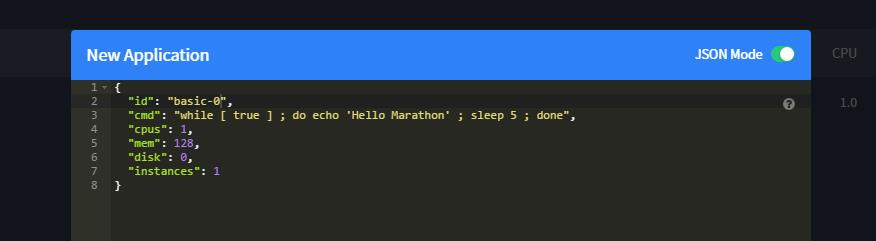 New Application
JSON Mode
CPU
1 {
2 "id": "basic-0",
3 "cmd": "while [ true ] ; do echo 'Hello Marathon' ; sleep 5 ; done",
?
1.0
4 "cpus": 1,
5 "mem": 128,
6 "disk": 0,
7 "instances": 1
8 }